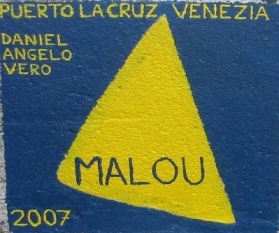 PUERTO LA CRUZ VENEZIA
DANIEL
ANGELO
VERO
MALOU
2007